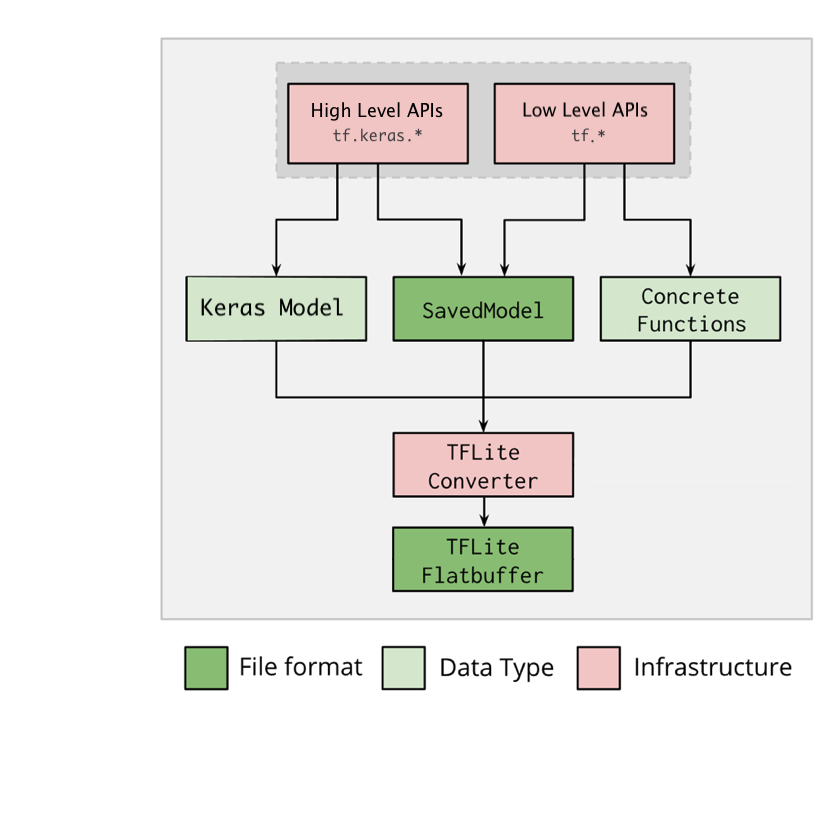 High Level APIs
tf.keras.*
Low Level APIs
tf.*
Keras Model
SavedModel
Concrete
Functions
TFLite
Converter
TFLite
Flatbuffer
File format
Data Type
Infrastructure